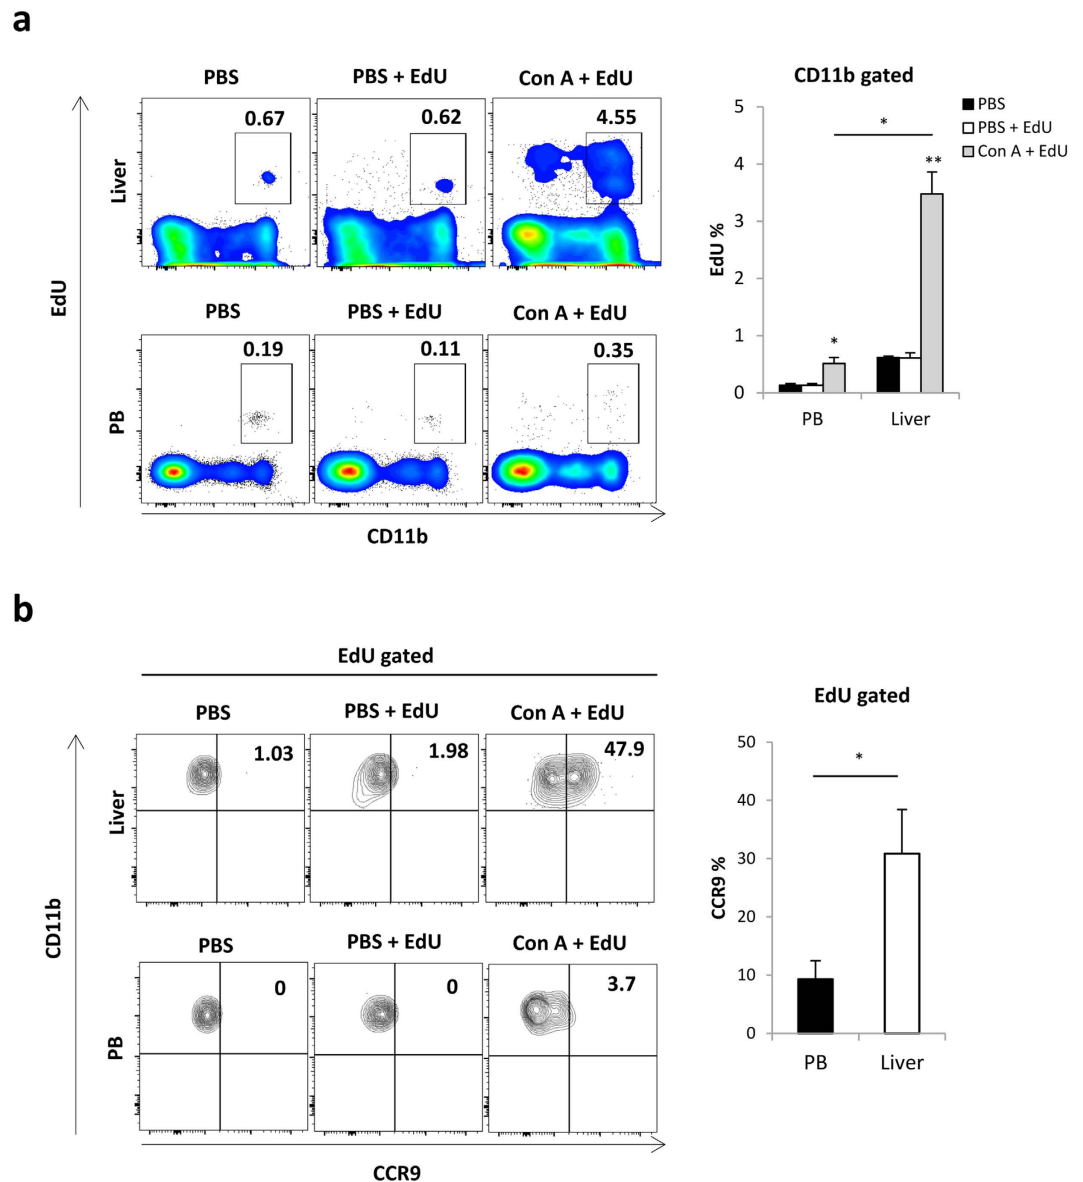 a
PBS
PBS + EdU
Con A + EdU
Liver
0.67
0.62
4.55
EdU
PBS
PBS + EdU
Con A + EdU
PB
0.19
0.11
0.35
CD11b
CD11b gated
PBS
PBS + EdU
Con A + EdU
EdU %
5
4
3
2
1
0
*
**
*
PB
Liver
b
EdU gated
PBS
PBS + EdU
Con A + EdU
Liver
1.03
1.98
47.9
CD11b
PBS
PBS + EdU
Con A + EdU
PB
0
0
3.7
CCR9
EdU gated
CCR9 %
50
40
30
20
10
0
*
PB
Liver